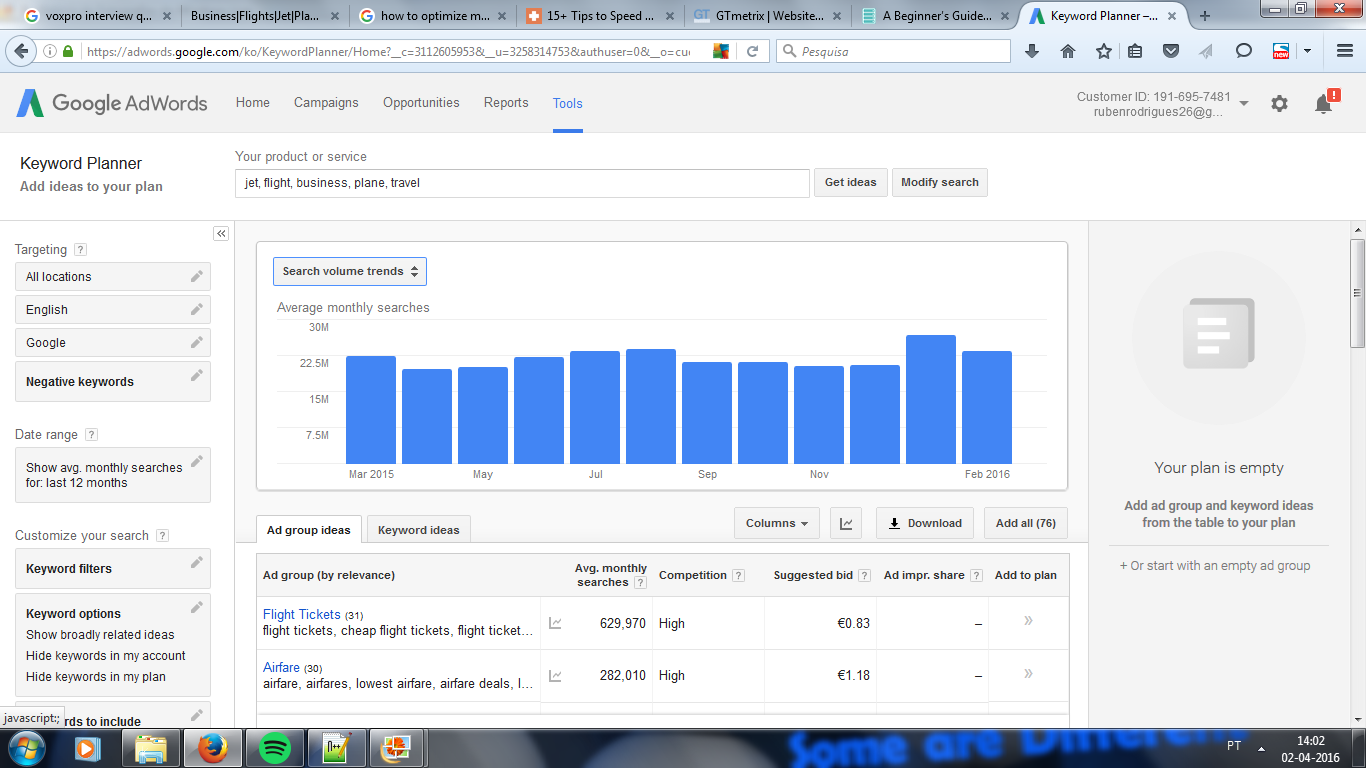 voxpro interview q...
Business|Flights|Jet|Pla...
how to optimize m...
15+ Tips to Speed ...
GTmetrix | Website...
A Beginner's Guide...
Keyword Planner –...
https://adwords.google.com/ko/KeywordPlanner/Home?__c=3112605953&__u=3258314753&authuser=0&__o=cue
Pesquisa
new
Google AdWords
Home
Campaigns
Opportunities
Reports
Tools
Customer ID: 191-695-7481
rubenrodrigues26@g...
!
Keyword Planner
Add ideas to your plan
Your product or service
jet, flight, business, plane, travel
Get ideas
Modify search
Targeting ?
All locations
English
Google
Negative keywords
Date range ?
Show avg. monthly searches
for: last 12 months
Customize your search ?
Keyword filters
Keyword options
Show broadly related ideas
Hide keywords in my account
Hide keywords in my plan
rds to include
javascript:;
Search volume trends
Average monthly searches
30M
22.5M
15M
7.5M
Mar 2015 May Jul Sep Nov Feb 2016
Ad group ideas
Keyword ideas
Columns
Download
Add all (76)
Ad group (by relevance)
Avg. monthly
searches ?
Competition ?
Suggested bid ?
Ad impr. share ?
Add to plan
Flight Tickets (31)
flight tickets, cheap flight tickets, flight ticket...
629,970 High €0.83 – »
Airfare (30)
airfare, airfares, lowest airfare, airfare deals, l...
282,010 High €1.18 – »
Your plan is empty
Add ad group and keyword ideas
from the table to your plan
+ Or start with an empty ad group
Some are Differe
PT
14:02
02-04-2016